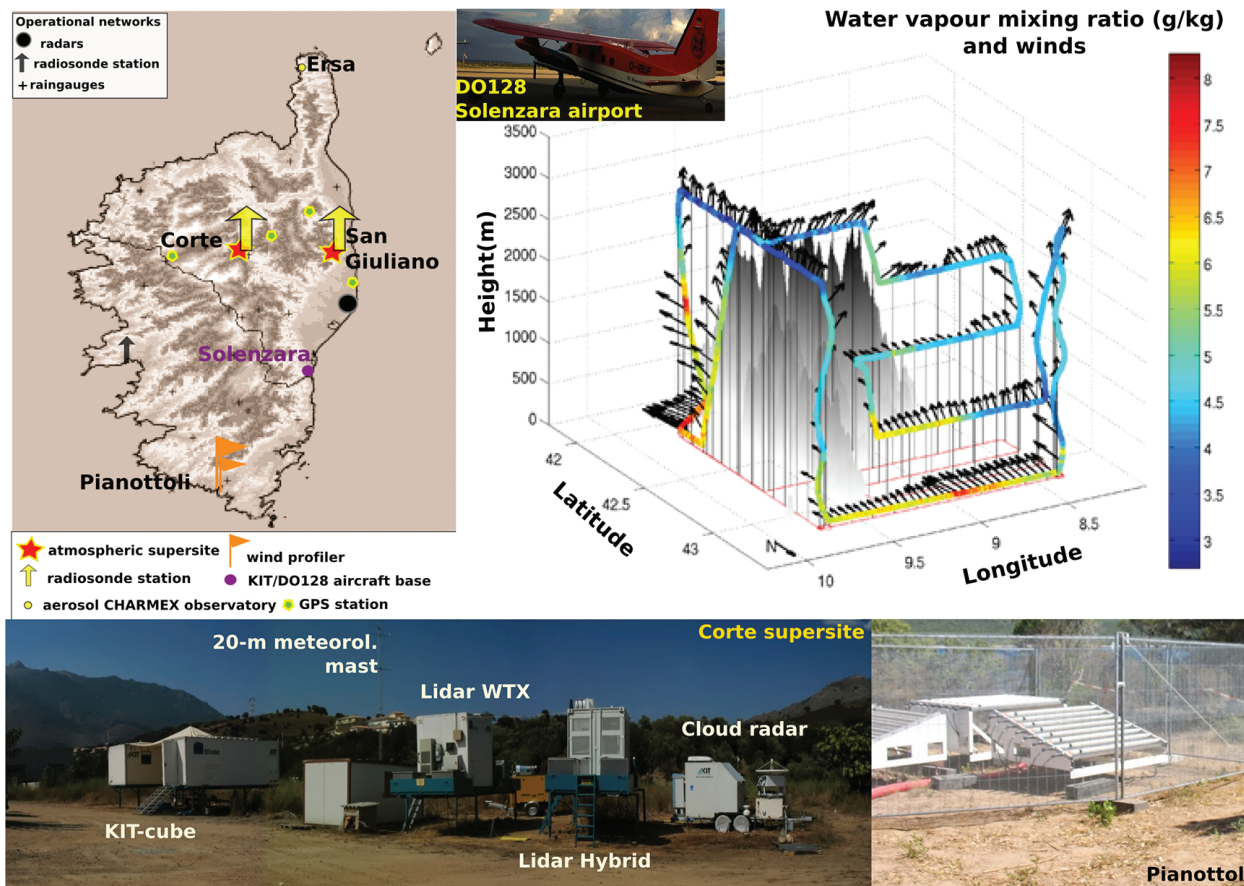 Operational networks
radars
radiosonde station
+raingauges
Ersa
Corte
San
Giuliano
Solenzara
Pianottoli
atmospheric supersite
wind profiler
radiosonde station
KIT/DO128 aircraft base
aerosol CHARMEX observatory
GPS station
DO128
Solenzara airport
Water vapour mixing ratio (g/kg)
and winds
Height(m)
3500
3000
2500
2000
1500
1000
500
0
42
42.5
43
Latitude
N
10
9.5
9
8.5
Longitude
8
7.5
7
6.5
6
5.5
5
4.5
4
3.5
3
20-m meteorol.
mast
Corte supersite
Lidar WTX
Cloud radar
KIT
KIT-cube
Lidar Hybrid
Pianottol